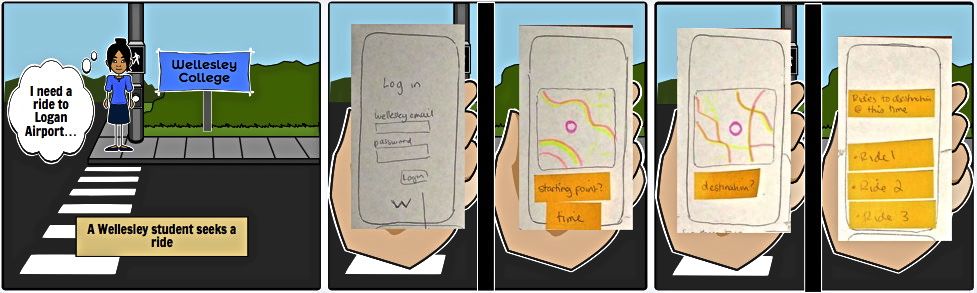 I need a
ride to
Logan
Airport...
Wellesley
College
A Wellesley student seeks a
ride
Log in
wellesley email
password
Login
W
starting point?
time
destination?
Rides to destination
@ this time
• Ride 1
• Ride 2
• Ride 3